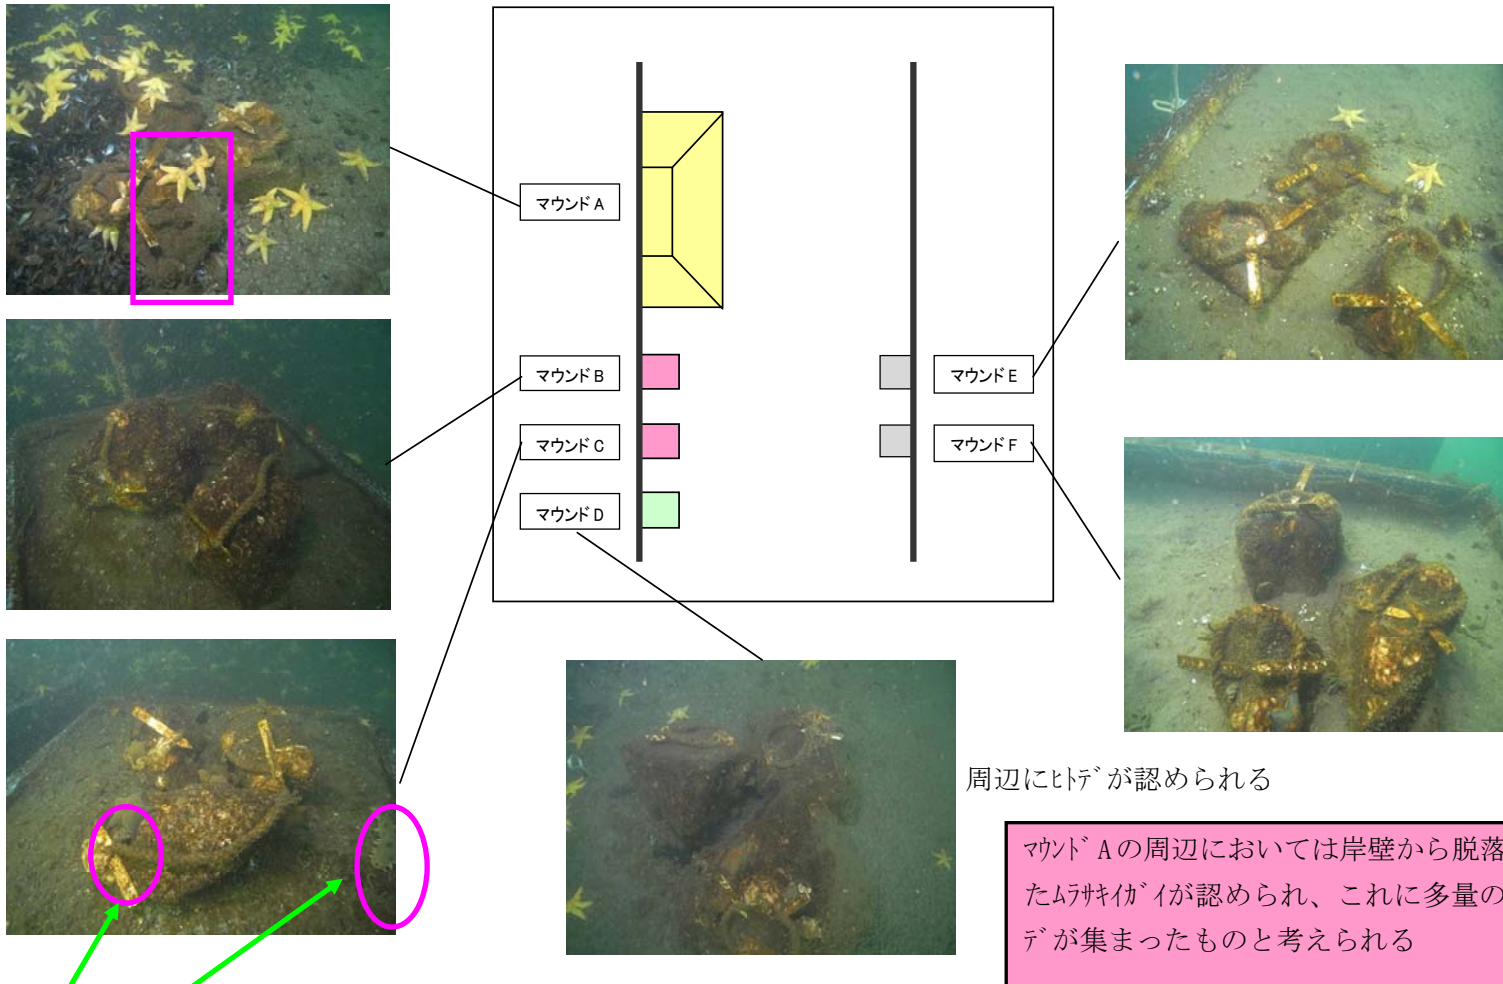 マウンドA
マウンドB
マウンドC
マウンドD
マウンドE
マウンドF
周辺にﾋﾄﾃﾞが認められる
ﾏｳﾝﾄﾞAの周辺においては岸壁から脱落
たﾑﾗｻｷｲｶﾞｲが認められ、これに多量の
ﾃﾞが集まったものと考えられる